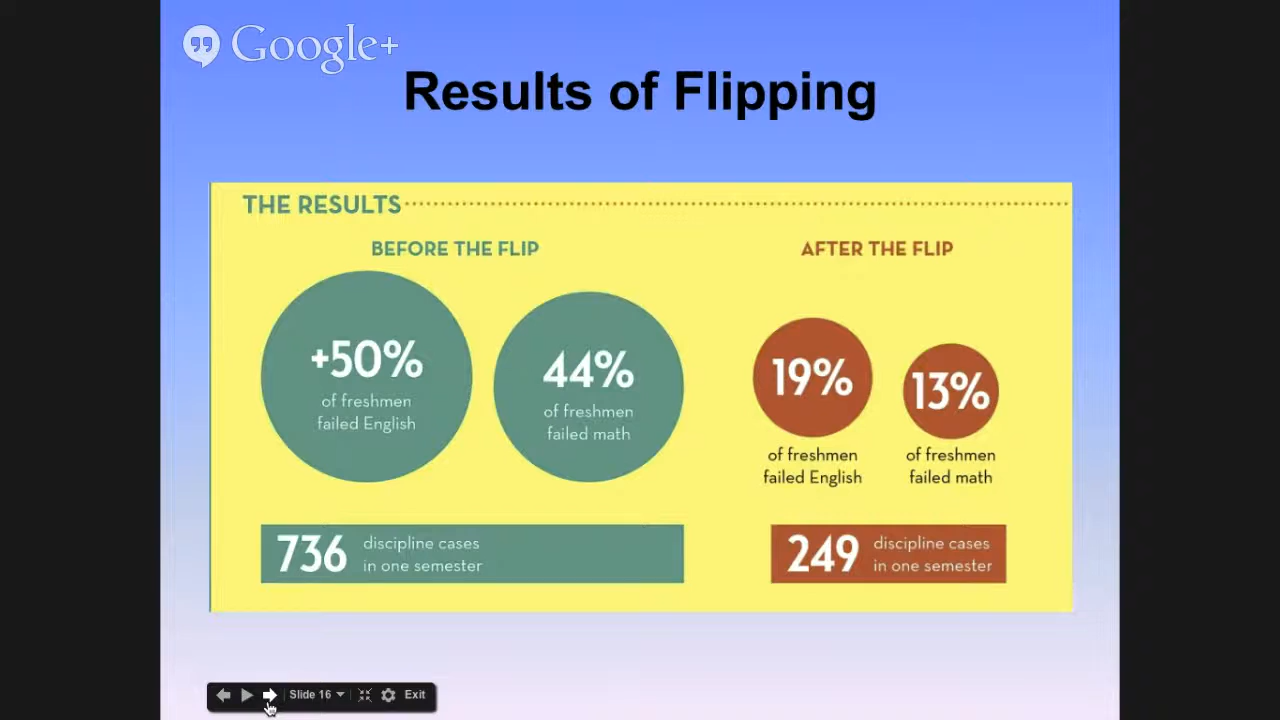 Google+
Results of Flipping
THE RESULTS
BEFORE THE FLIP
AFTER THE FLIP
+50%
of freshmen
failed English
44%
of freshmen
failed math
19%
of freshmen
failed English
13%
of freshmen
failed math
736
discipline cases
in one semester
249
discipline cases
in one semester
Slide 16
Exit